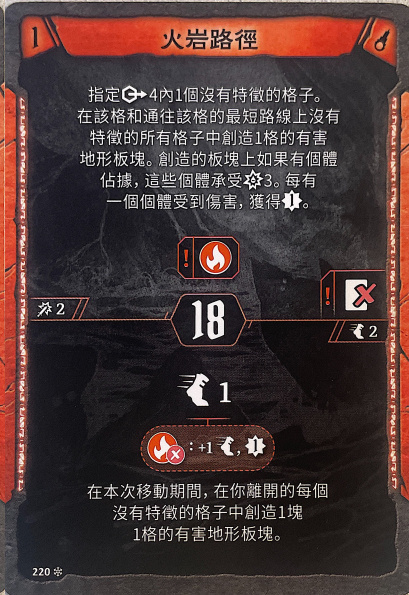 1 火岩路徑
指定 4內1個沒有特徵的格子。
在該格和通往該格的最短路線上沒有
特徵的所有格子中創造1格的有害
地形板塊。創造的板塊上如果有個體
佔據，這些個體承受 3。每有
一個個體受到傷害，獲得 1。
!
!
2
18
2
1
: +1 , 1
在本次移動期間，在你離開的每個
沒有特徵的格子中創造1塊
1格的有害地形板塊。
220